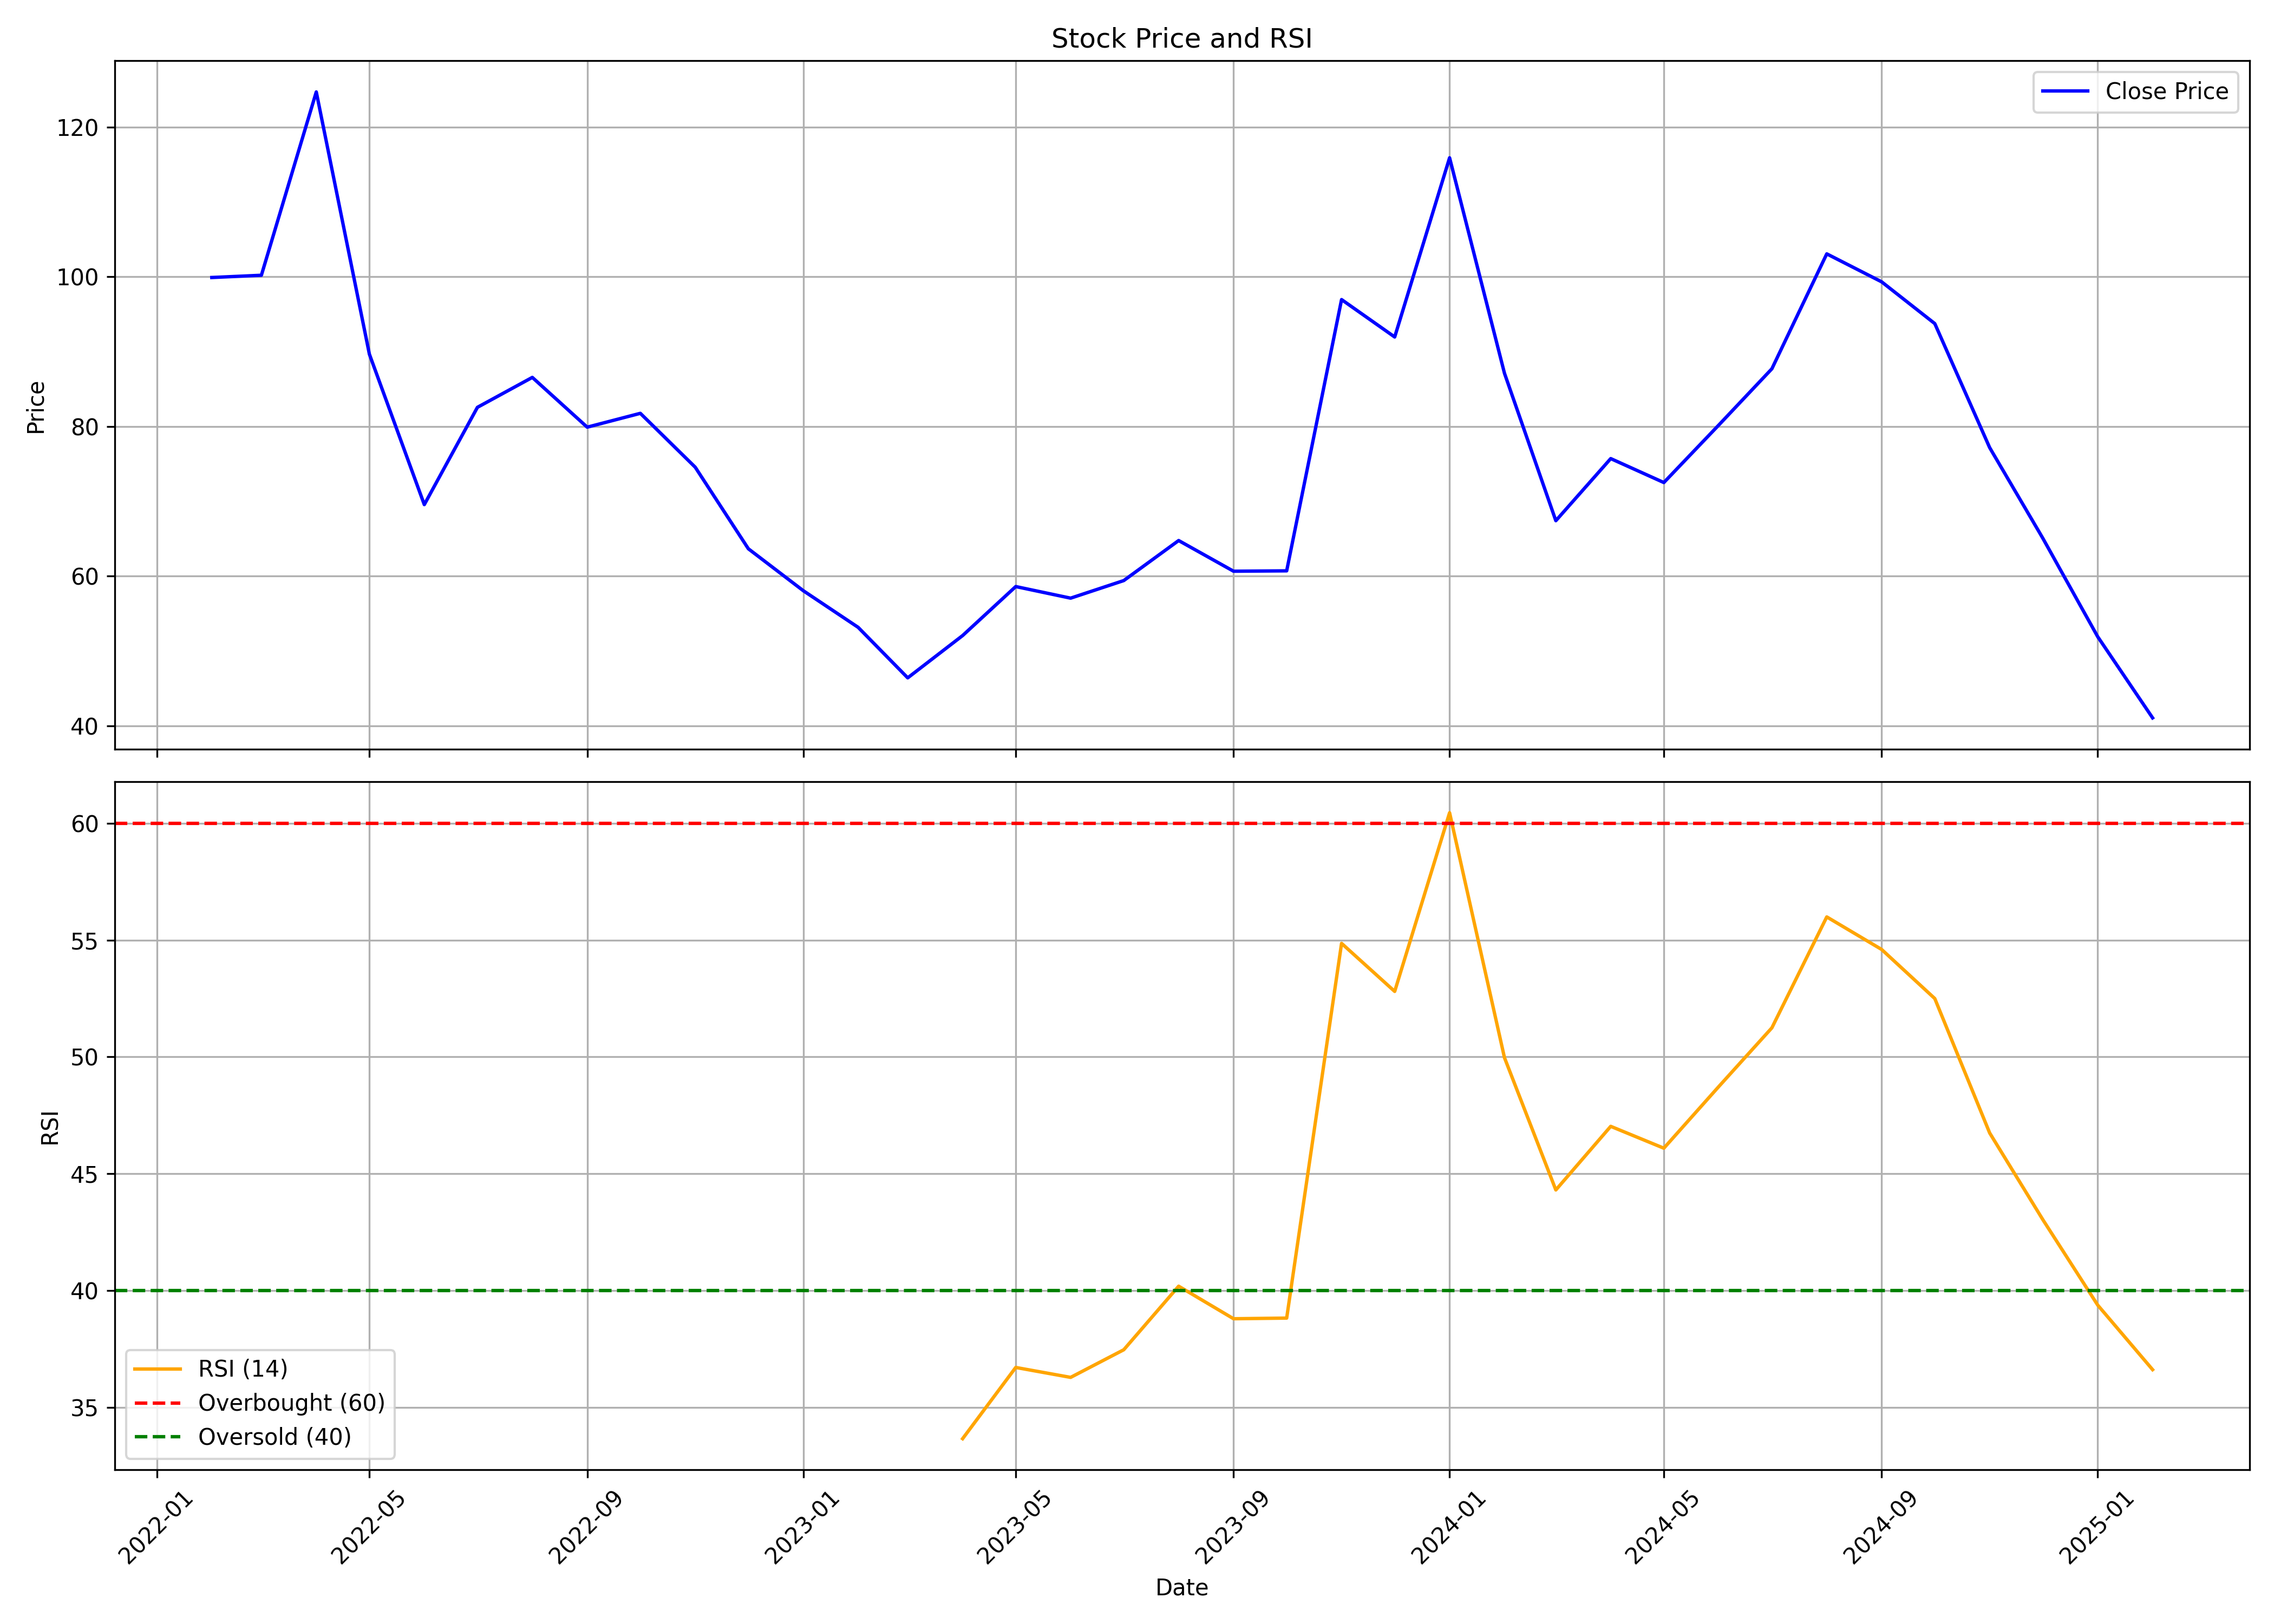 Stock Price and RSI
Close Price
Price
120
100
80
60
40
RSI
60
55
50
45
40
35
RSI (14)
Overbought (60)
Oversold (40)
2022-01
2022-05
2022-09
2023-01
2023-05
2023-09
2024-01
2024-05
2024-09
2025-01
Date